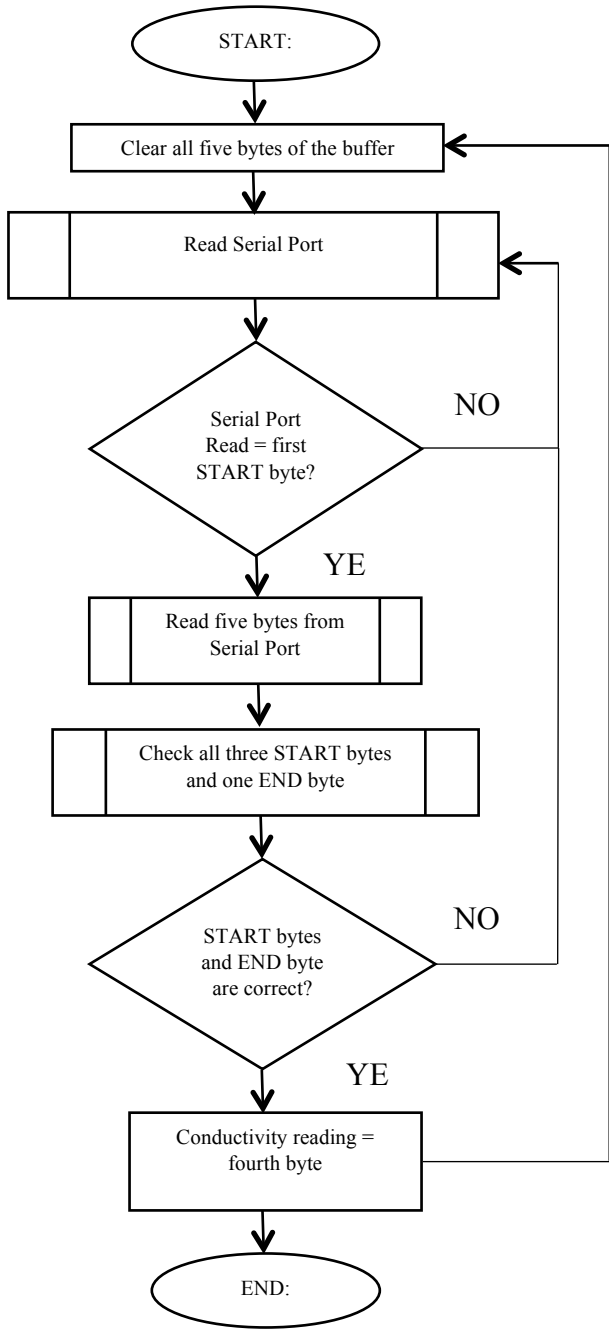 START:
Clear all five bytes of the buffer
Read Serial Port
Serial Port
Read = first
START byte?
NO
YE
Read five bytes from
Serial Port
Check all three START bytes
and one END byte
START bytes
and END byte
are correct?
NO
YE
Conductivity reading =
fourth byte
END: